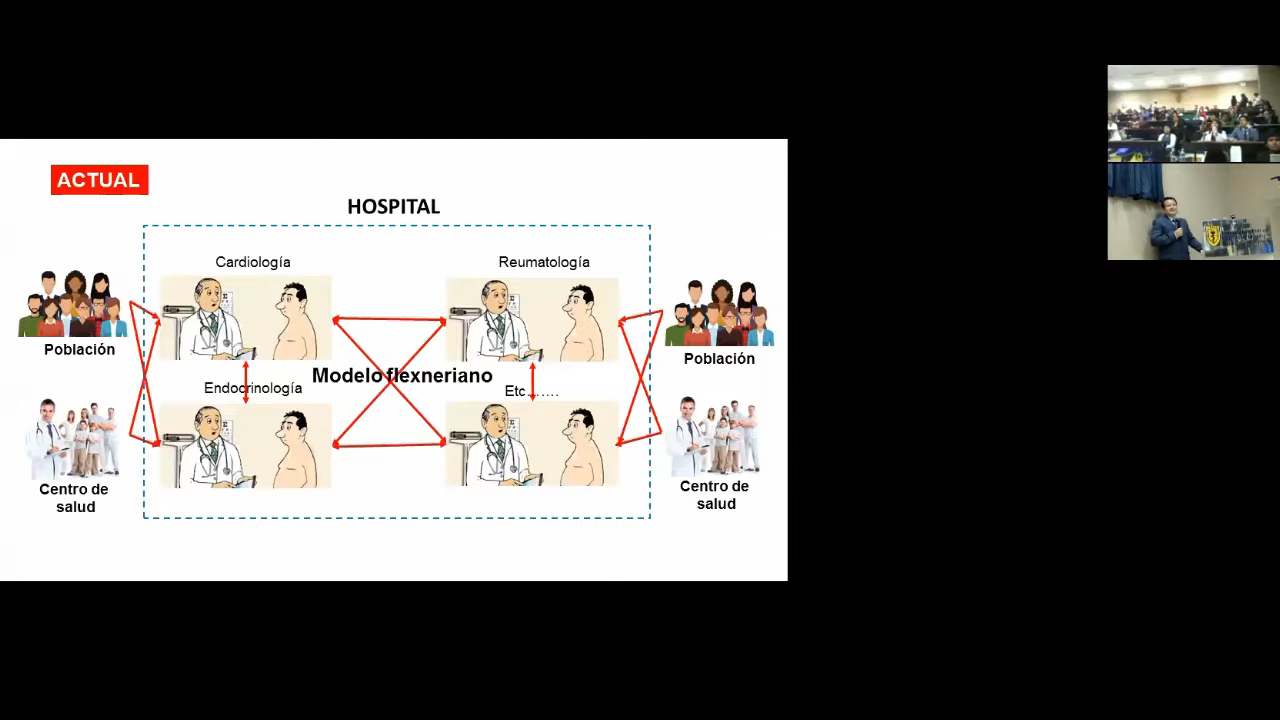 ACTUAL
HOSPITAL
Cardiología
Reumatología
Población
Población
Modelo flexneriano
Endocrinología
Etc…….
Centro de
salud
Centro de
salud